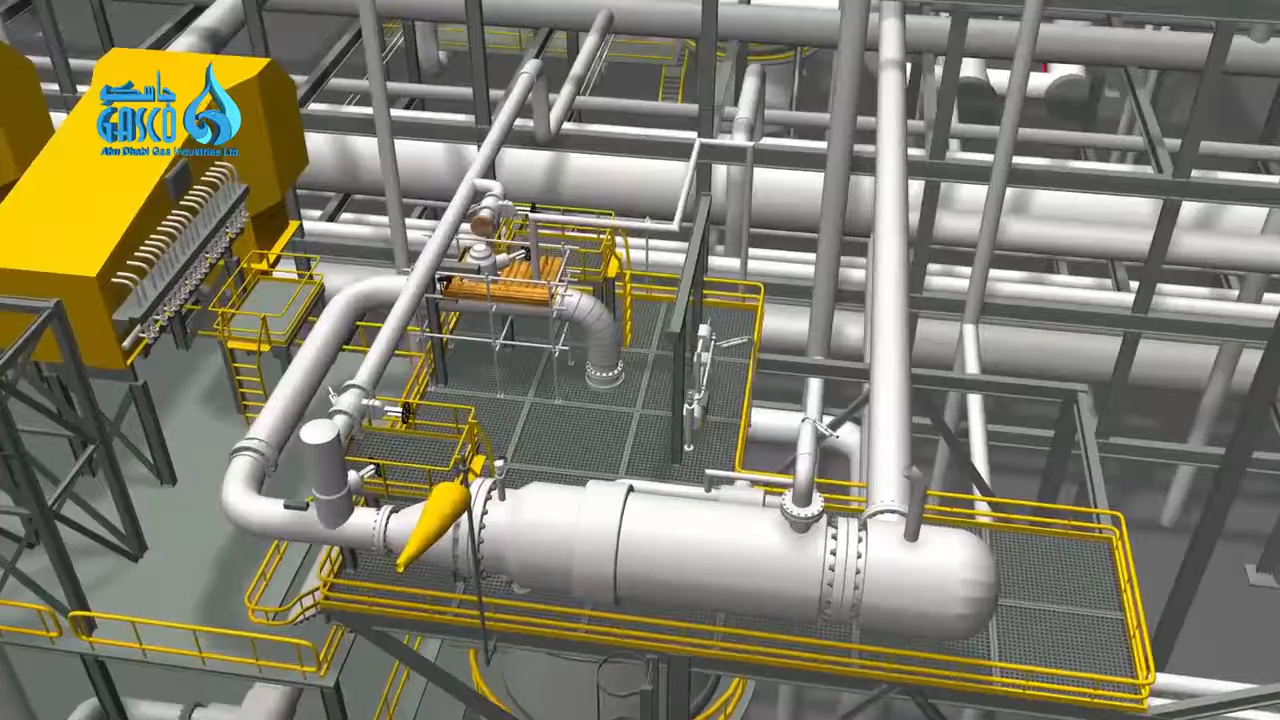 جاسكو
GASCO
Abu Dhabi Gas Industries Ltd